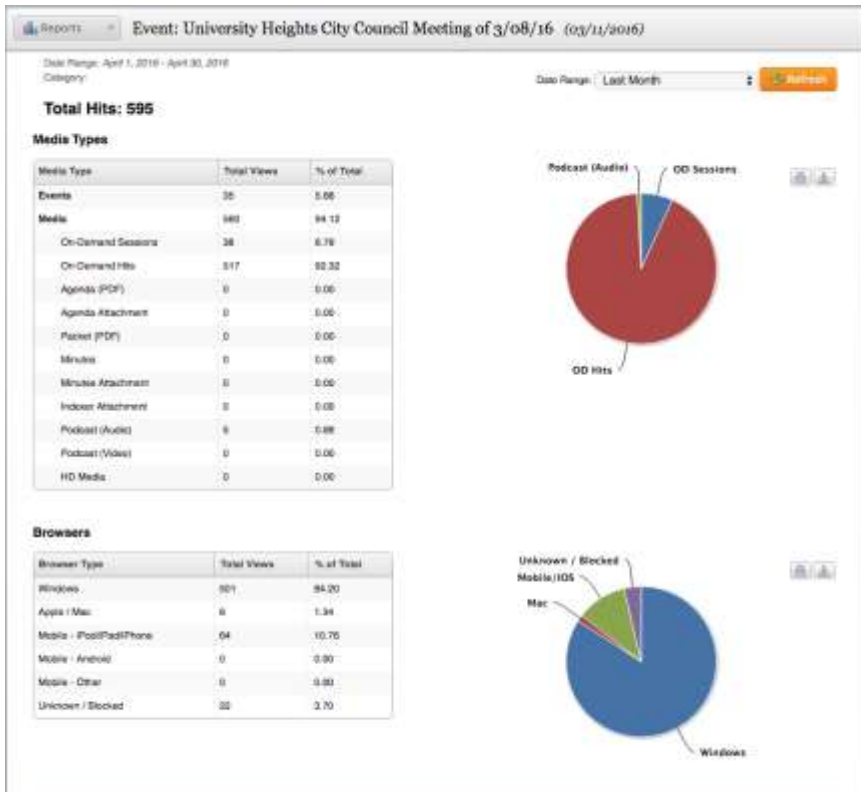 Reports
Event: University Heights City Council Meeting of 3/08/16 (03/11/2016)
Date Range: April 1, 2016 - April 30, 2016
Category:
Date Range: Last Month Refresh
Total Hits: 595
Media Types
Media Type Total Views % of Total
Events 35 5.88
Media 560 94.12
On-Demand Sessions 38 6.79
On-Demand Hits 517 92.32
Agenda (PDF) 0 0.00
Agenda Attachment 0 0.00
Packet (PDF) 0 0.00
Minutes 0 0.00
Minutes Attachment 0 0.00
Indexer Attachment 0 0.00
Podcast (Audio) 5 0.89
Podcast (Video) 0 0.00
HD Media 0 0.00
Podcast (Audio)
OD Sessions
OD Hits
Browsers
Browser Type Total Views % of Total
Windows 501 84.20
Apple / Mac 8 1.34
Mobile - iPod/iPad/iPhone 64 10.76
Mobile - Android 0 0.00
Mobile - Other 0 0.00
Unknown / Blocked 22 3.70
Unknown / Blocked
Mobile/IOS
Mac
Windows